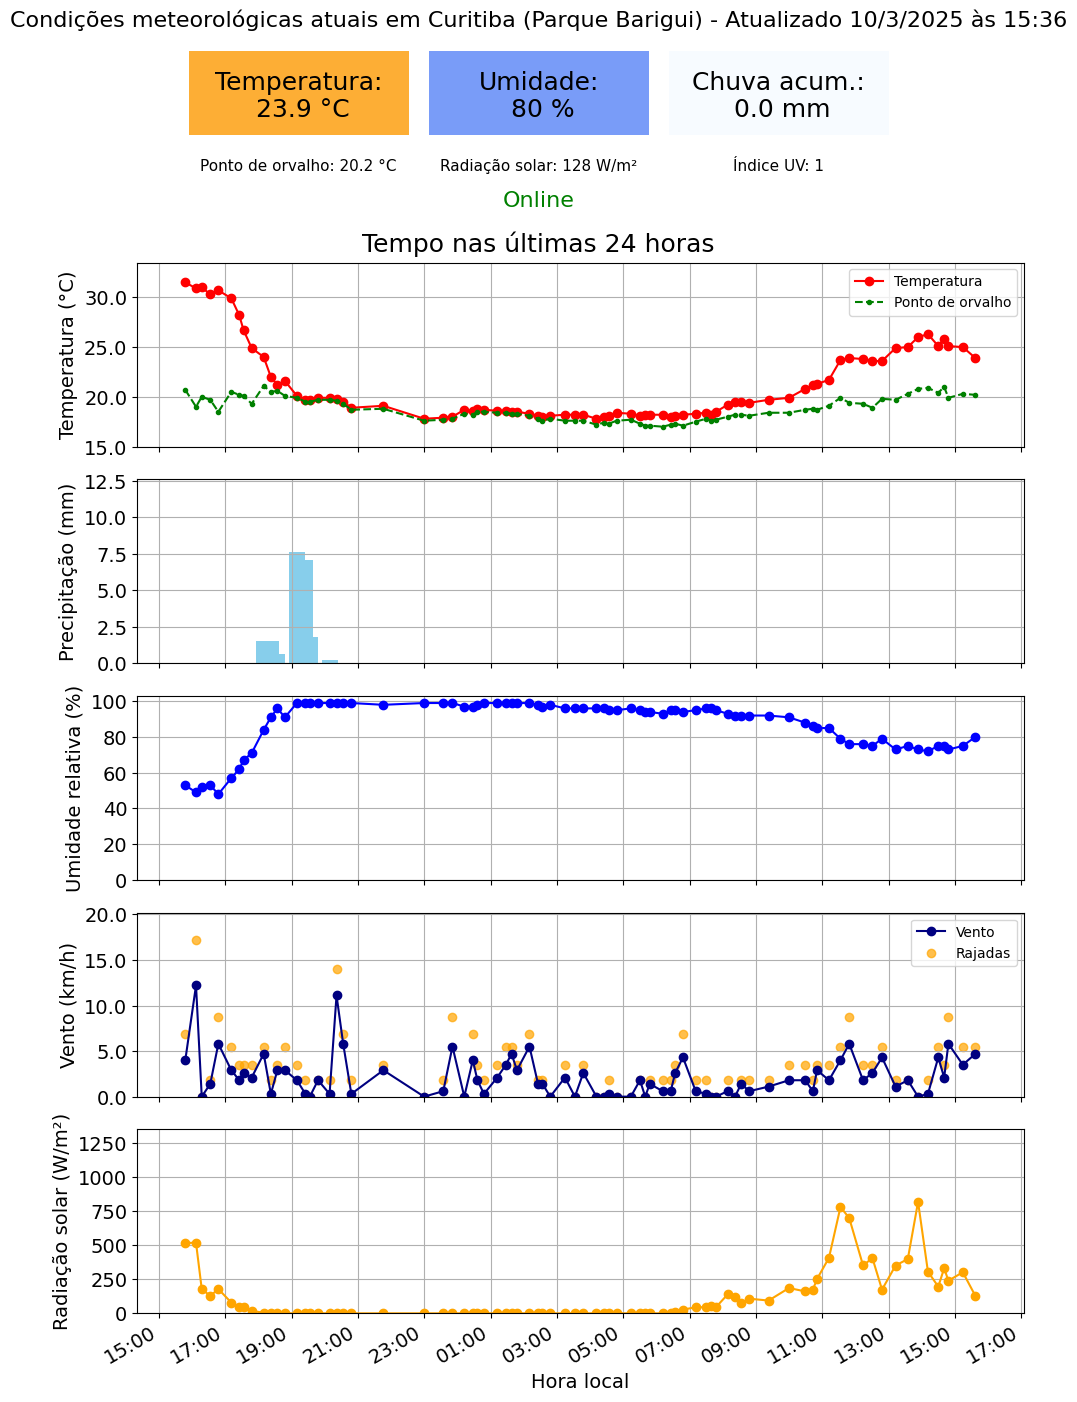 Condições meteorológicas atuais em Curitiba (Parque Barigui) - Atualizado 10/3/2025 às 15:36
Temperatura:
23.9 °C
Umidade:
80 %
Chuva acum.:
0.0 mm
Ponto de orvalho: 20.2 °C
Radiação solar: 128 W/m²
Índice UV: 1
Online
Tempo nas últimas 24 horas
Temperatura (°C)
30.0
25.0
20.0
15.0
Temperatura
Ponto de orvalho
Precipitação (mm)
12.5
10.0
7.5
5.0
2.5
0.0
Umidade relativa (%)
100
80
60
40
20
0
Vento (km/h)
20.0
15.0
10.0
5.0
0.0
Vento
Rajadas
Radiação solar (W/m²)
1250
1000
750
500
250
0
15:00
17:00
19:00
21:00
23:00
01:00
03:00
05:00
07:00
09:00
11:00
13:00
15:00
17:00
Hora local